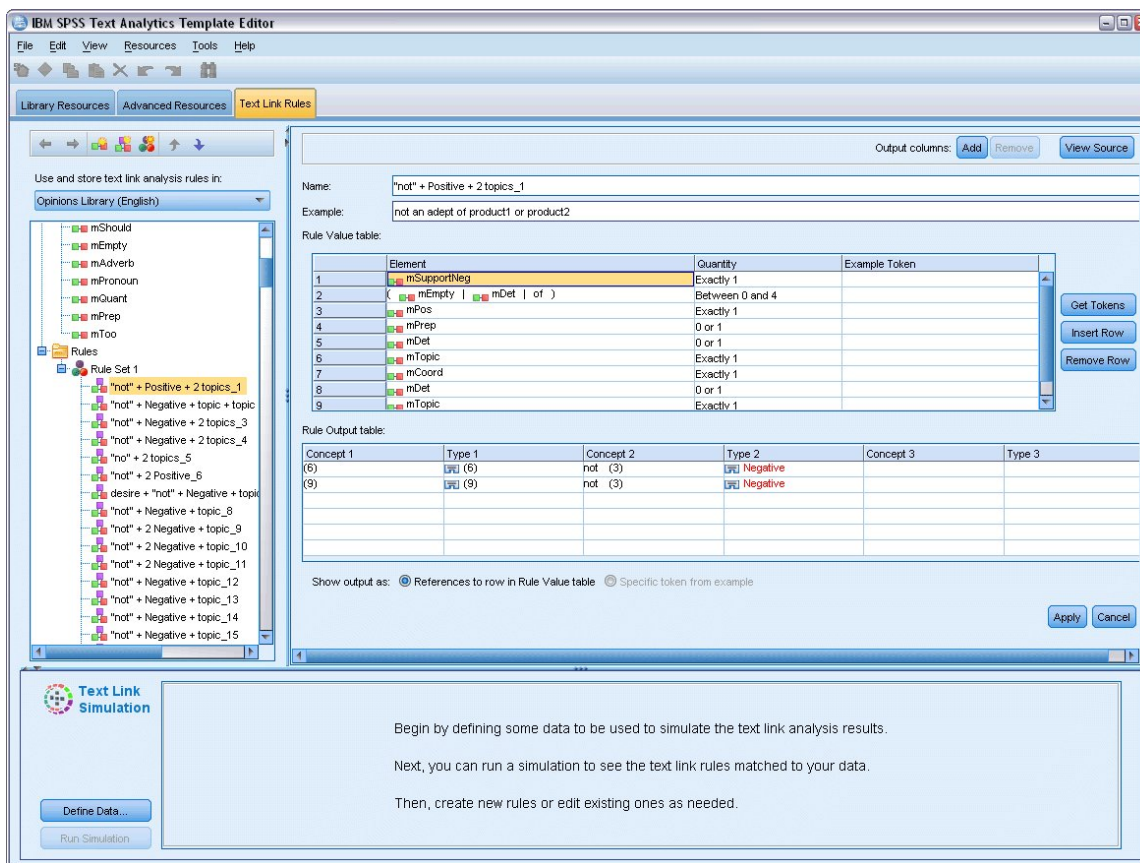 IBM SPSS Text Analytics Template Editor
File Edit View Resources Tools Help
Library Resources Advanced Resources Text Link Rules
Use and store text link analysis rules in:
Opinions Library (English)
mShould
mEmpty
mAdverb
mPronoun
mQuant
mPrep
mToo
Rules
Rule Set 1
"not" + Positive + 2 topics_1
"not" + Negative + topic + topic
"not" + Negative + 2 topics_3
"not" + Negative + 2 topics_4
"no" + 2 topics_5
"not" + 2 Positive_6
desire + "not" + Negative + topic
"not" + Negative + topic_8
"not" + 2 Negative + topic_9
"not" + 2 Negative + topic_10
"not" + 2 Negative + topic_11
"not" + Negative + topic_12
"not" + Negative + topic_13
"not" + Negative + topic_14
"not" + Negative + topic_15
Output columns: Add Remove View Source
Name: "not" + Positive + 2 topics_1
Example: not an adept of product1 or product2
Rule Value table:
Element Quantity Example Token
1 mSupportNeg Exactly 1
2 ( mEmpty | mDet | of ) Between 0 and 4
3 mPos Exactly 1
4 mPrep 0 or 1
5 mDet 0 or 1
6 mTopic Exactly 1
7 mCoord Exactly 1
8 mDet 0 or 1
9 mTopic Exactly 1
Get Tokens
Insert Row
Remove Row
Rule Output table:
Concept 1 Type 1 Concept 2 Type 2 Concept 3 Type 3
(6) (6) not (3) Negative
(9) (9) not (3) Negative
Show output as: References to row in Rule Value table Specific token from example
Apply Cancel
Text Link
Simulation
Begin by defining some data to be used to simulate the text link analysis results.
Next, you can run a simulation to see the text link rules matched to your data.
Then, create new rules or edit existing ones as needed.
Define Data...
Run Simulation